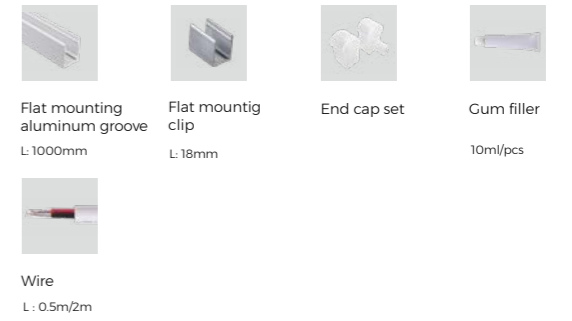 Flat mounting
aluminum groove
L: 1000mm
Flat mountig
clip
L: 18mm
End cap set
Gum filler
10ml/pcs
Wire
L : 0.5m/2m